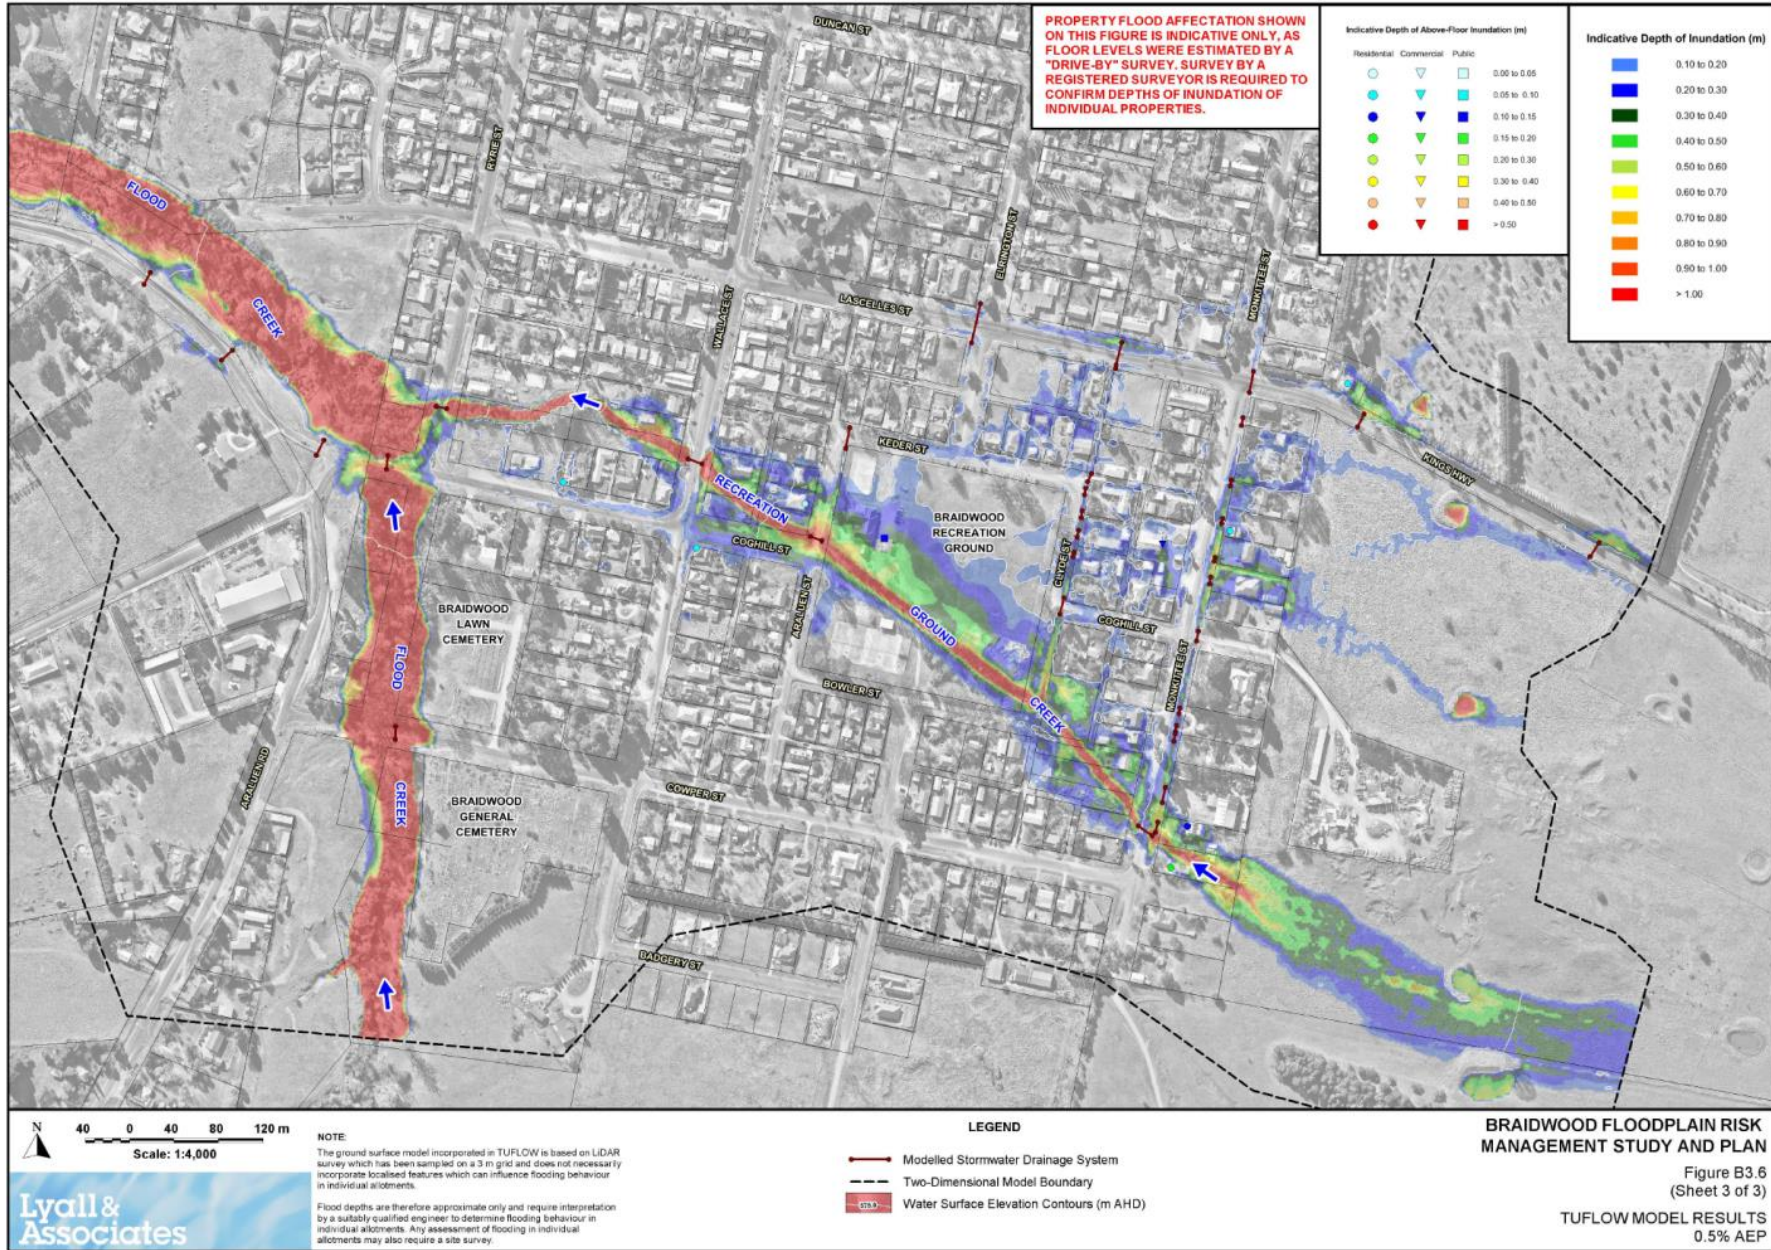 DUNCAN ST
PROPERTY FLOOD AFFECTATION SHOWN
ON THIS FIGURE IS INDICATIVE ONLY, AS
FLOOR LEVELS WERE ESTIMATED BY A
"DRIVE-BY" SURVEY. SURVEY BY A
REGISTERED SURVEYOR IS REQUIRED TO
CONFIRM DEPTHS OF INUNDATION OF
INDIVIDUAL PROPERTIES.
Indicative Depth of Above-Floor Inundation (m)
Residential Commercial Public
0.00 to 0.05
0.05 to 0.10
0.10 to 0.15
0.15 to 0.20
0.20 to 0.30
0.30 to 0.40
0.40 to 0.50
> 0.50
Indicative Depth of Inundation (m)
0.10 to 0.20
0.20 to 0.30
0.30 to 0.40
0.40 to 0.50
0.50 to 0.60
0.60 to 0.70
0.70 to 0.80
0.80 to 0.90
0.90 to 1.00
> 1.00
RYRIE ST
FLOOD
CREEK
WALLACE ST
LASCELLES ST
ELRINGTON ST
MONKITTEE ST
KEDER ST
KINGS HWY
RECREATION
BRAIDWOOD
RECREATION
GROUND
COGHILL ST
CLYDE ST
ARALUEN ST
GROUND
COGHILL ST
BRAIDWOOD
LAWN
CEMETERY
FLOOD
BOWLER ST
MONKITTEE ST
CREEK
ARALUEN RD
CREEK
COWPER ST
BRAIDWOOD
GENERAL
CEMETERY
BADGERY ST
N
40 0 40 80 120 m
Scale: 1:4,000
Lyall &
Associates
NOTE:
The ground surface model incorporated in TUFLOW is based on LiDAR
survey which has been sampled on a 3 m grid and does not necessarily
incorporate localised features which can influence flooding behaviour
in individual allotments.
Flood depths are therefore approximate only and require interpretation
by a suitably qualified engineer to determine flooding behaviour in
individual allotments. Any assessment of flooding in individual
allotments may also require a site survey.
LEGEND
Modelled Stormwater Drainage System
Two-Dimensional Model Boundary
Water Surface Elevation Contours (m AHD)
BRAIDWOOD FLOODPLAIN RISK
MANAGEMENT STUDY AND PLAN
Figure B3.6
(Sheet 3 of 3)
TUFLOW MODEL RESULTS
0.5% AEP